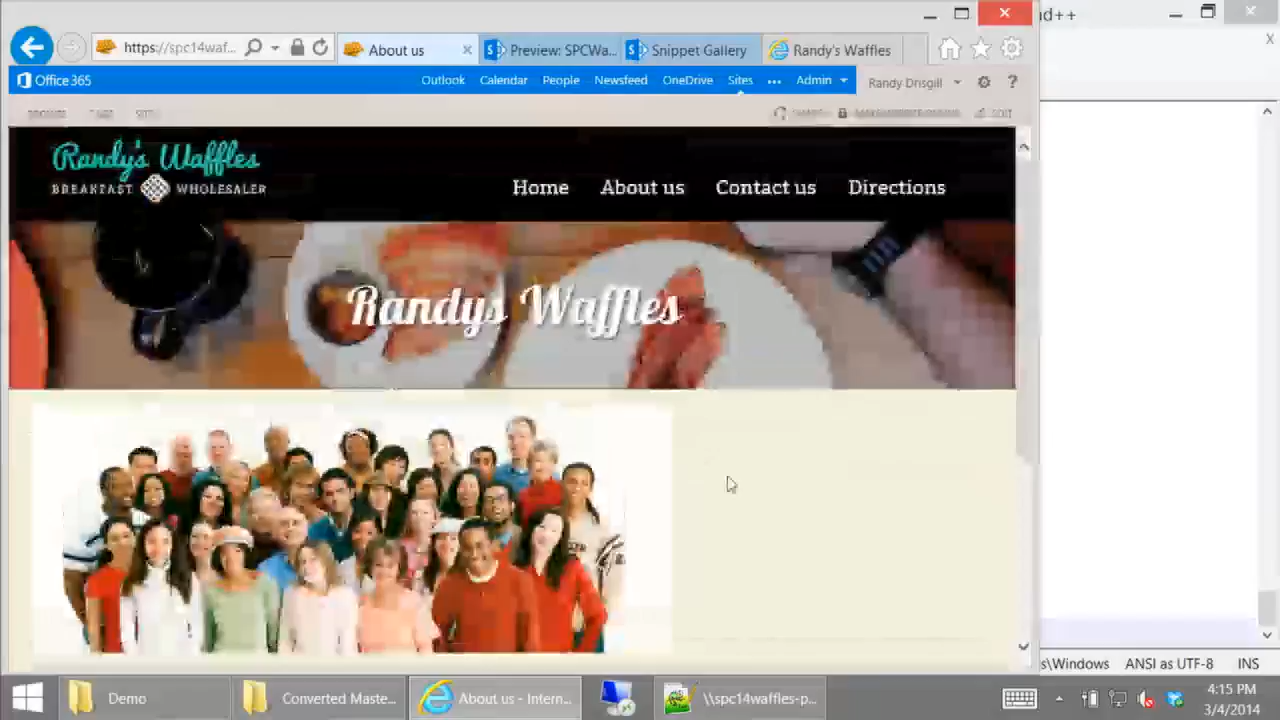 d++
X
https://spc14waf...
About us
Preview: SPCWa...
Snippet Gallery
Randy's Waffles
Office 365
Outlook
Calendar
People
Newsfeed
OneDrive
Sites
...
Admin
Randy Drisgill
?
Randy's Waffles
BREAKFAST WHOLESALER
Home
About us
Contact us
Directions
Randys Waffles
s\Windows
ANSI as UTF-8
INS
Demo
Converted Maste...
About us - Intern...
\\spc14waffles-p...
4:15 PM
3/4/2014